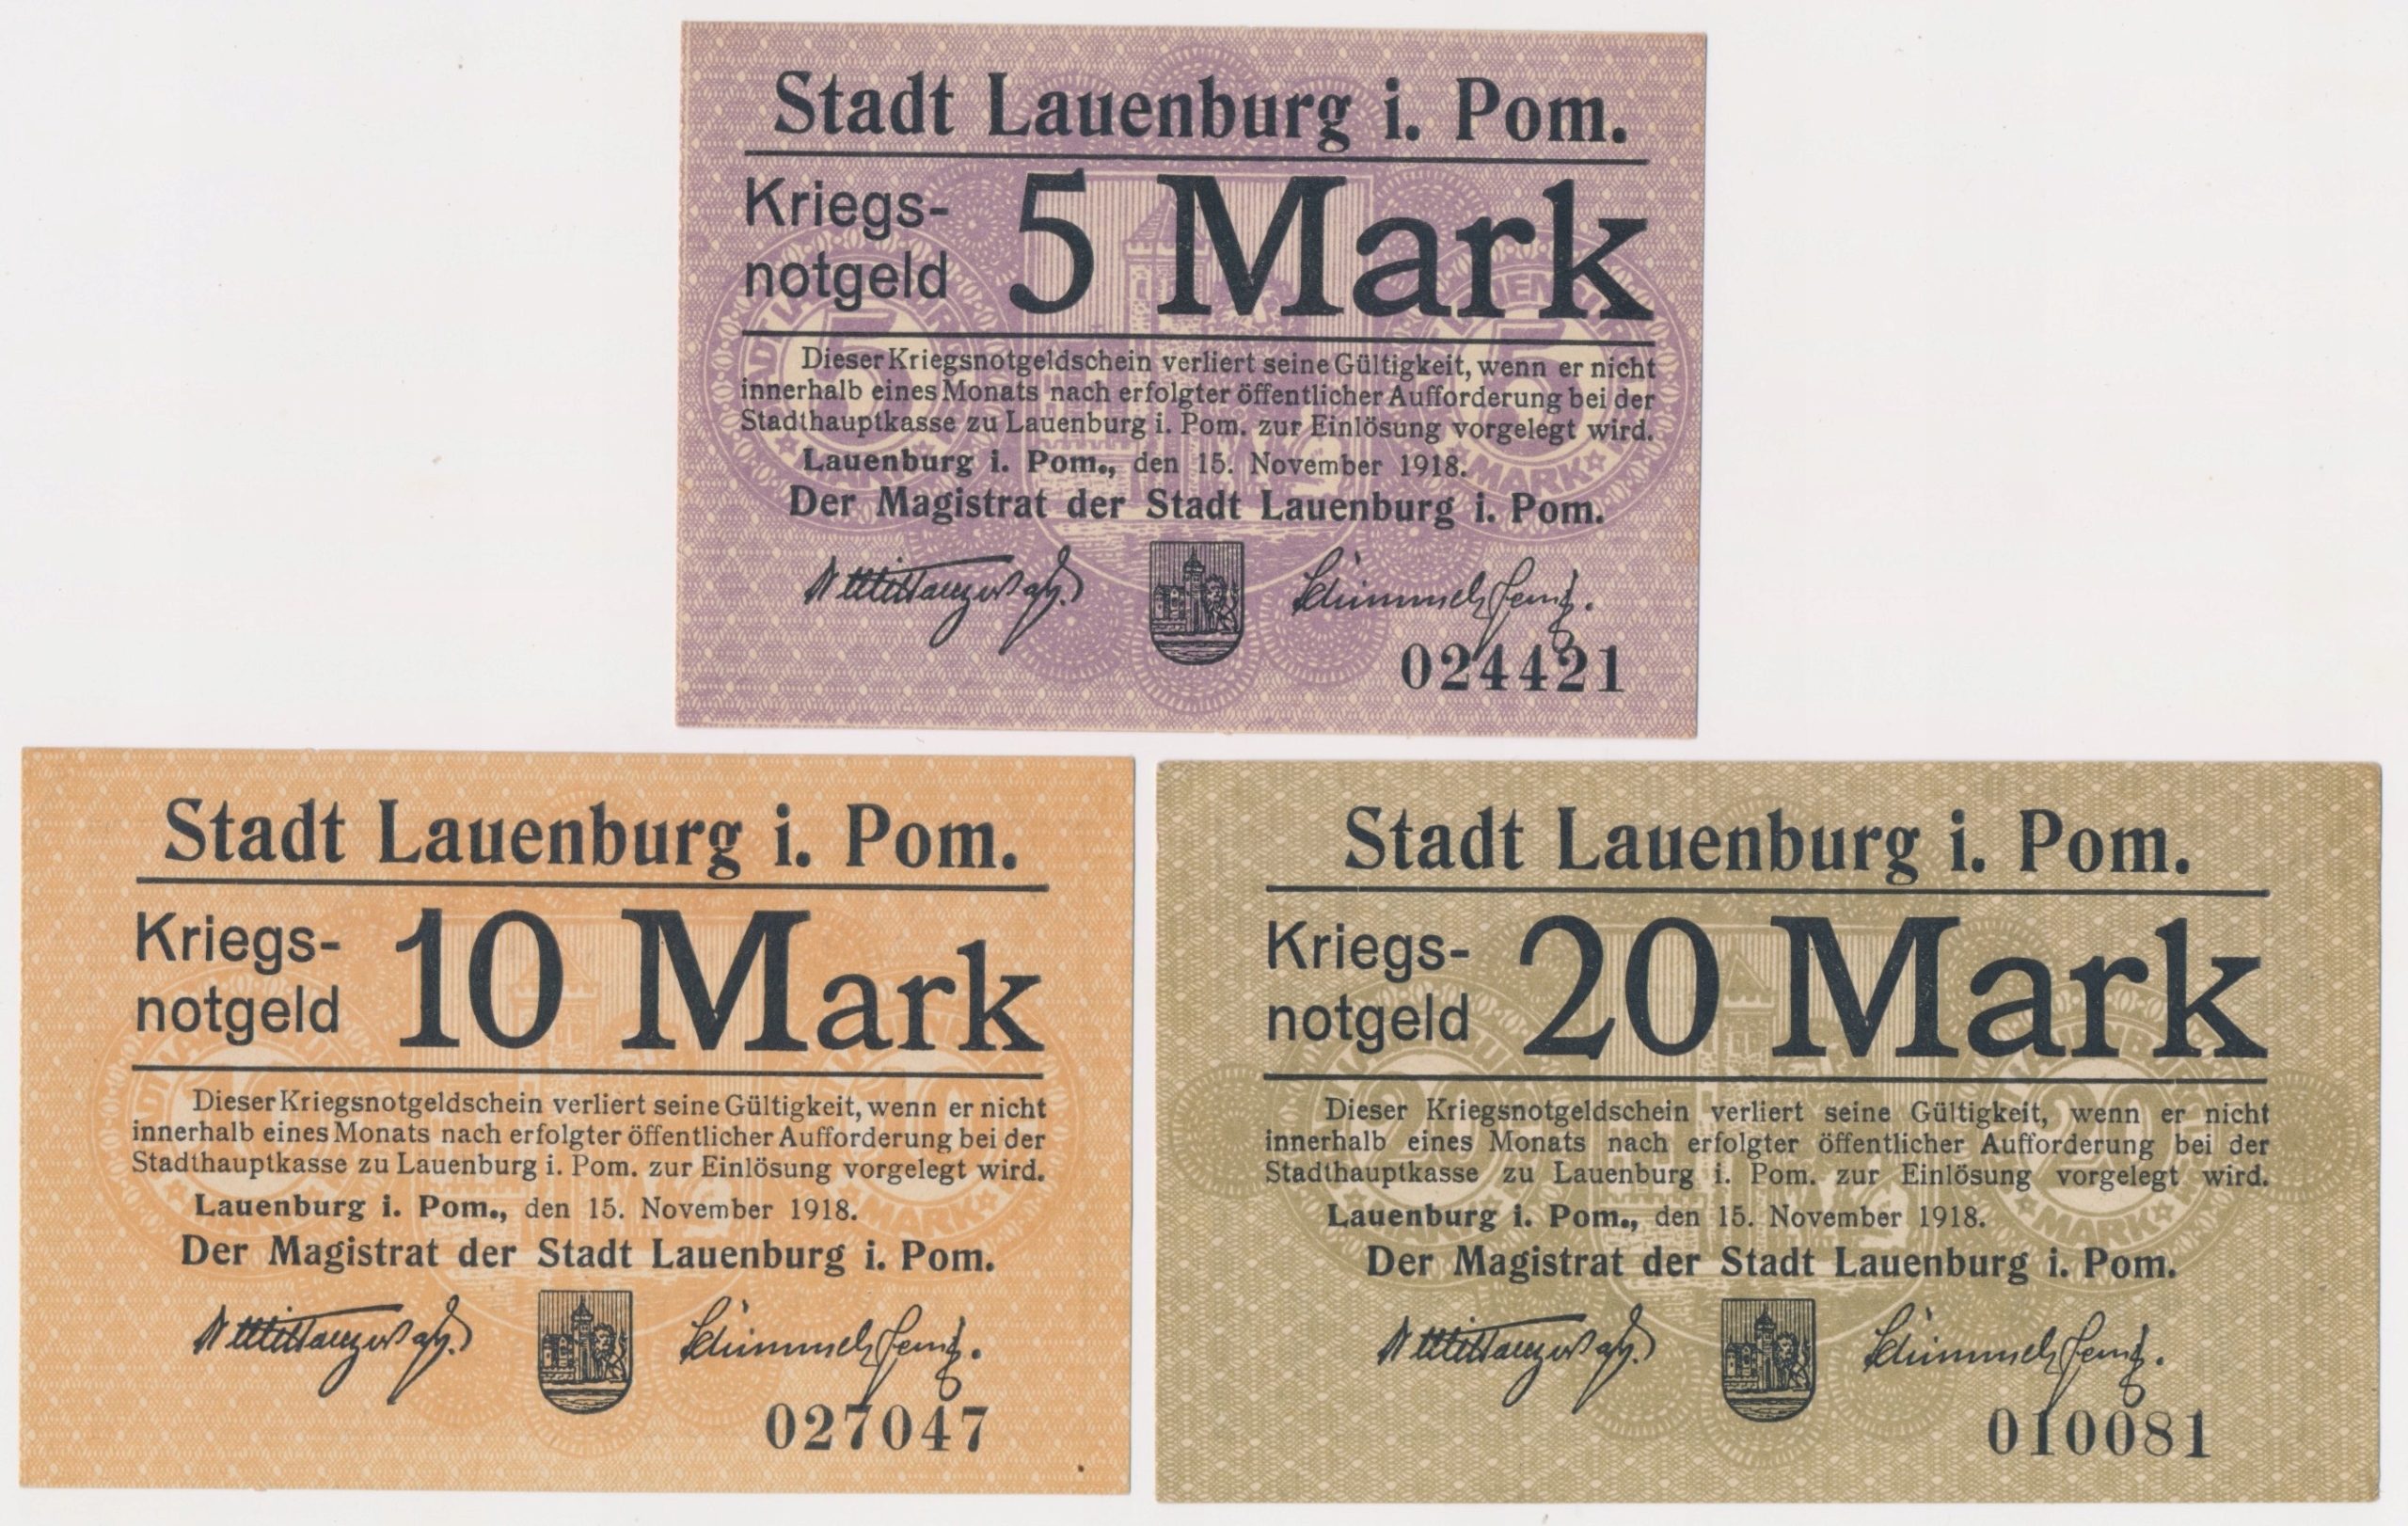 Stadt Lauenburg i. Pom.
Kriegs-
notgeld
5 Mark
Dieser Kriegsnotgeldschein verliert seine Gültigkeit, wenn er nicht
innerhalb eines Monats nach erfolgter öffentlicher Aufforderung bei der
Stadthauptkasse zu Lauenburg i. Pom. zur Einlösung vorgelegt wird.
Lauenburg i. Pom., den 15. November 1918.
Der Magistrat der Stadt Lauenburg i. Pom.
024421
Stadt Lauenburg i. Pom.
Kriegs-
notgeld
10 Mark
Dieser Kriegsnotgeldschein verliert seine Gültigkeit, wenn er nicht
innerhalb eines Monats nach erfolgter öffentlicher Aufforderung bei der
Stadthauptkasse zu Lauenburg i. Pom. zur Einlösung vorgelegt wird.
Lauenburg i. Pom., den 15. November 1918.
Der Magistrat der Stadt Lauenburg i. Pom.
027047
Stadt Lauenburg i. Pom.
Kriegs-
notgeld
20 Mark
Dieser Kriegsnotgeldschein verliert seine Gültigkeit, wenn er nicht
innerhalb eines Monats nach erfolgter öffentlicher Aufforderung bei der
Stadthauptkasse zu Lauenburg i. Pom. zur Einlösung vorgelegt wird.
Lauenburg i. Pom., den 15. November 1918.
Der Magistrat der Stadt Lauenburg i. Pom.
010081